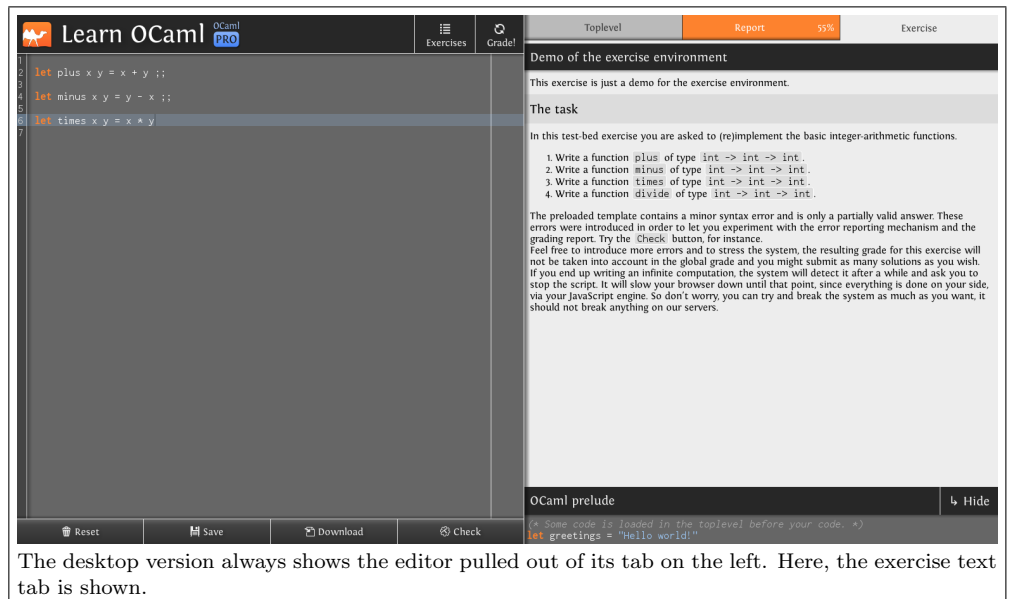 Learn OCaml OCaml PRO
Exercises
Grade!
1
2 let plus x y = x + y ;;
3
4 let minus x y = y - x ;;
5
6 let times x y = x * y
7
Reset
Save
Download
Check
Toplevel
Report 55%
Exercise
Demo of the exercise environment
This exercise is just a demo for the exercise environment.
The task
In this test-bed exercise you are asked to (re)implement the basic integer-arithmetic functions.
1. Write a function plus of type int -> int -> int.
2. Write a function minus of type int -> int -> int.
3. Write a function times of type int -> int -> int.
4. Write a function divide of type int -> int -> int.
The preloaded template contains a minor syntax error and is only a partially valid answer. These
errors were introduced in order to let you experiment with the error reporting mechanism and the
grading report. Try the Check button, for instance.
Feel free to introduce more errors and to stress the system, the resulting grade for this exercise will
not be taken into account in the global grade and you might submit as many solutions as you wish.
If you end up writing an infinite computation, the system will detect it after a while and ask you to
stop the script. It will slow your browser down until that point, since everything is done on your side,
via your JavaScript engine. So don't worry, you can try and break the system as much as you want, it
should not break anything on our servers.
OCaml prelude
↳ Hide
(* Some code is loaded in the toplevel before your code. *)
let greetings = "Hello world!"
The desktop version always shows the editor pulled out of its tab on the left. Here, the exercise text
tab is shown.